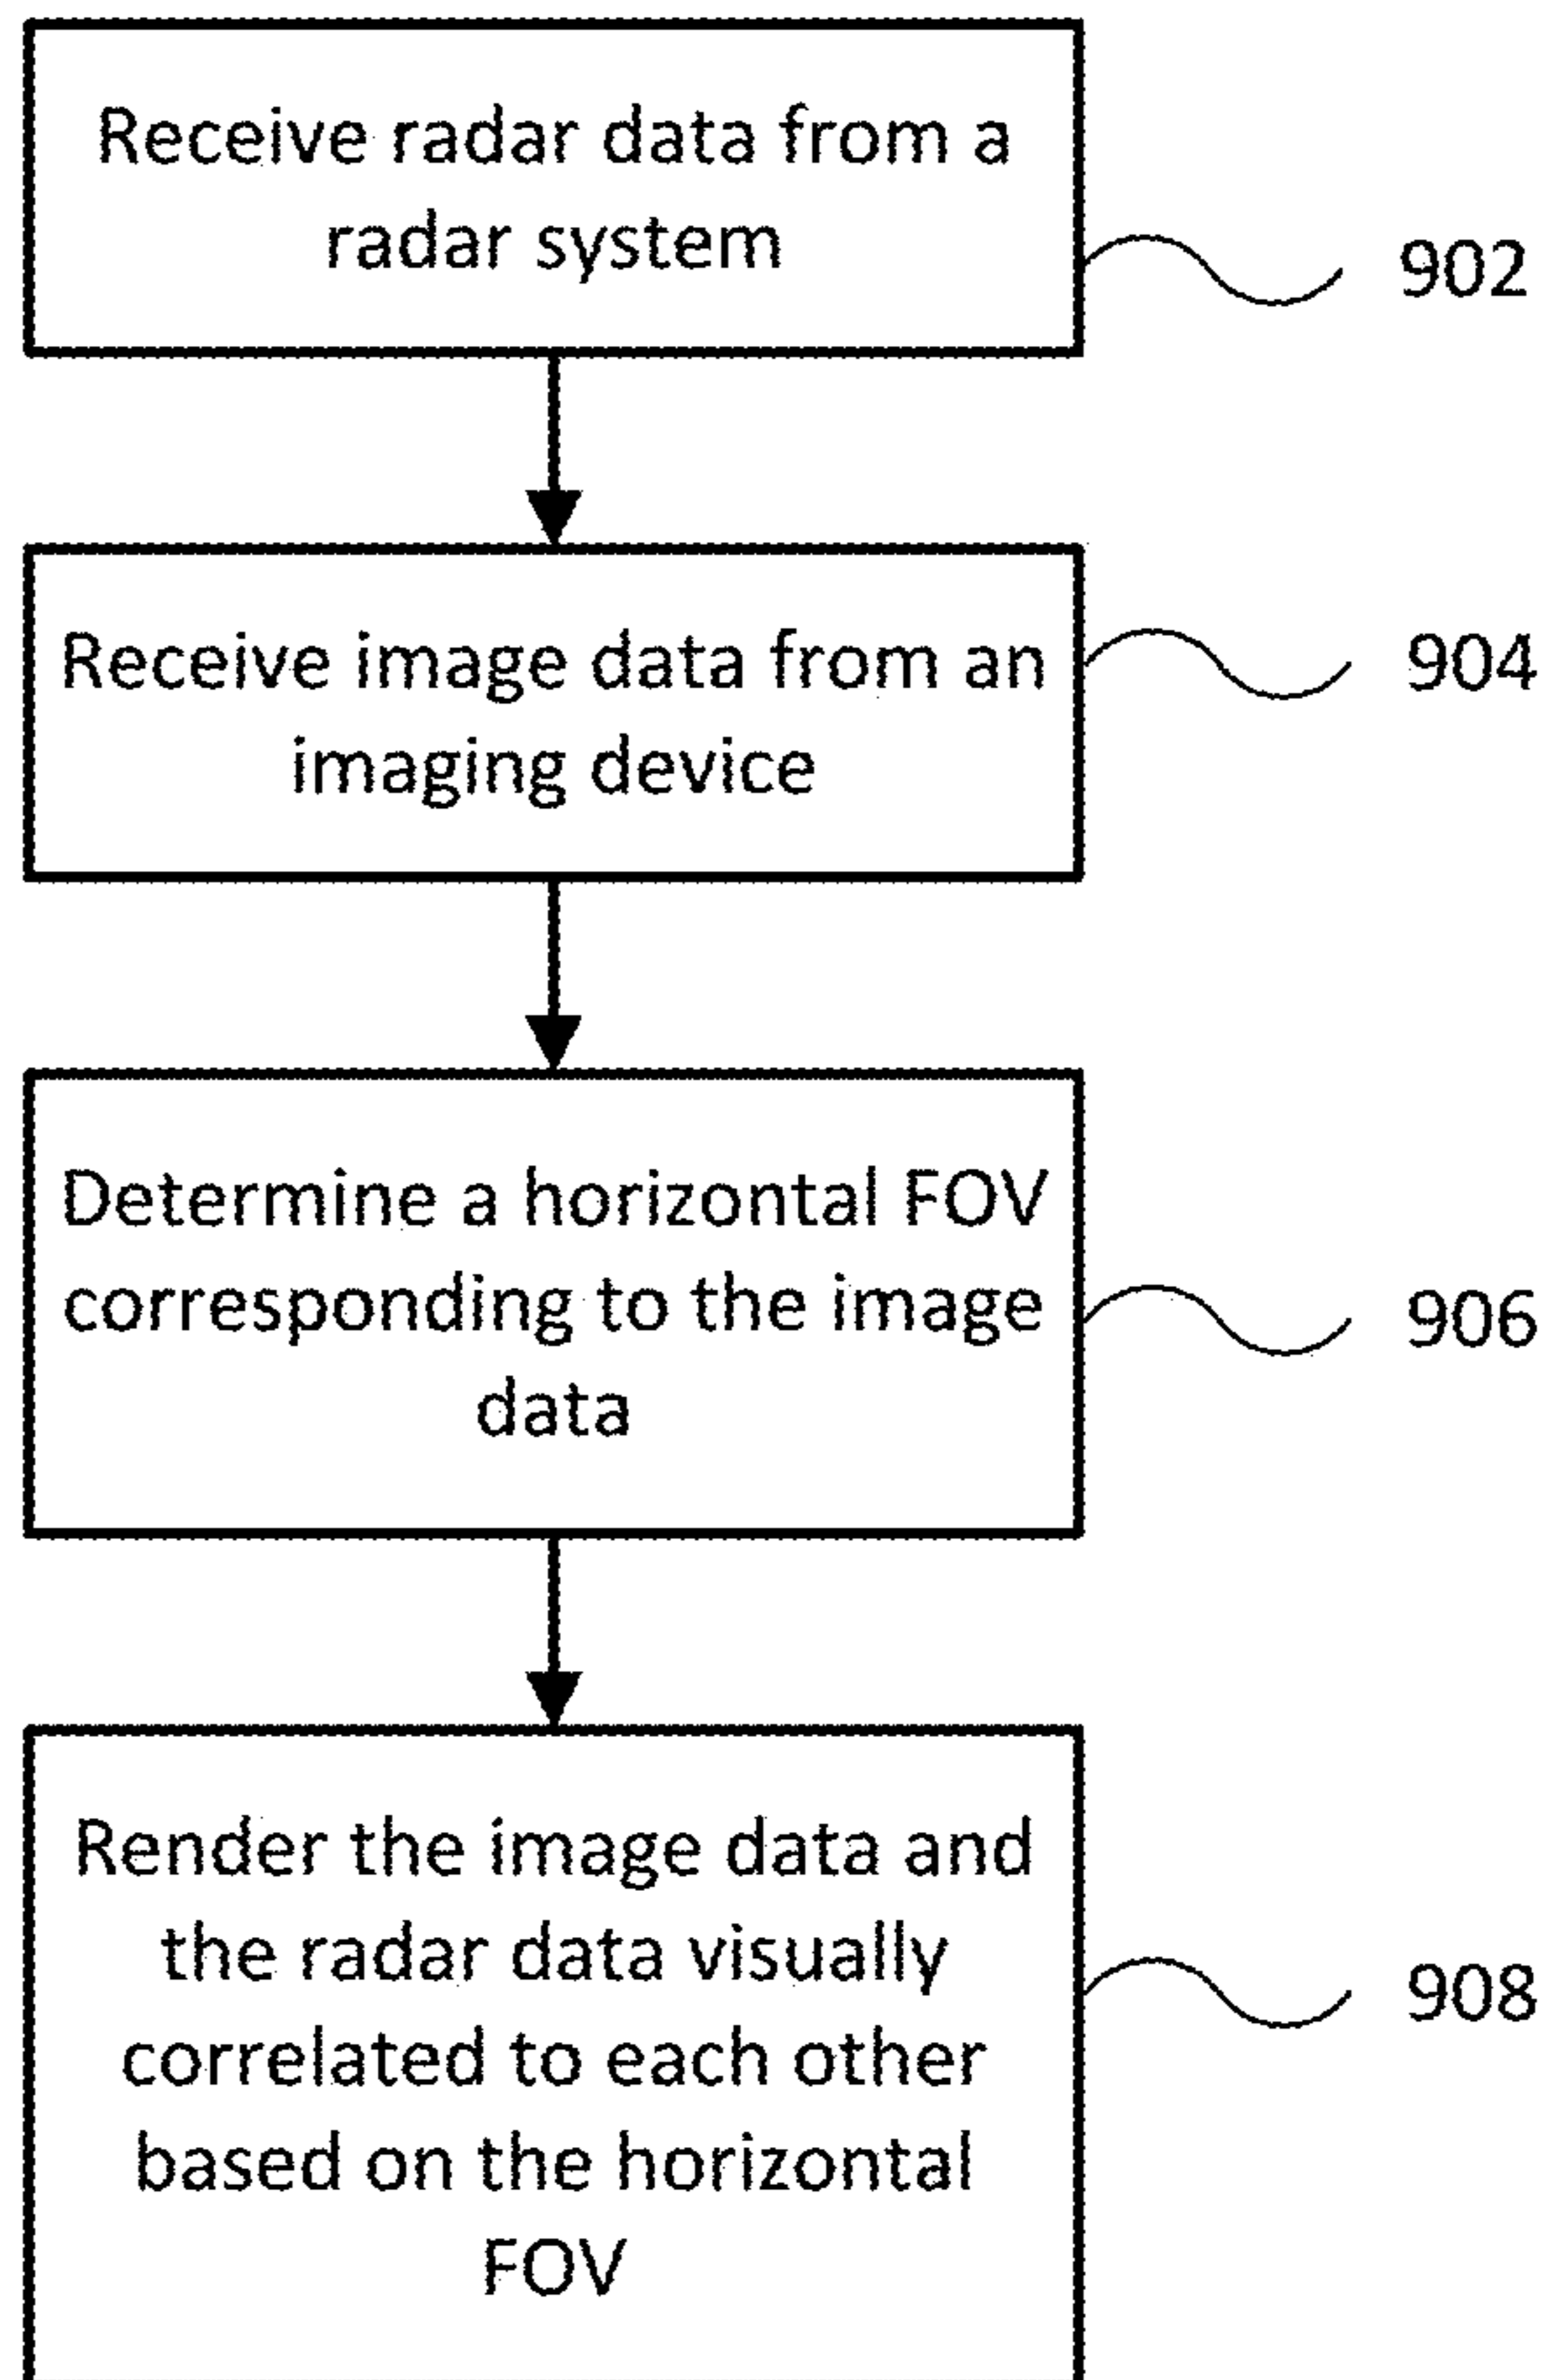 Receive radar data from a
radar system
902
Receive image data from an
imaging device
904
Determine a horizontal FOV
corresponding to the image
data
906
Render the image data and
the radar data visually
correlated to each other
based on the horizontal
FOV
908